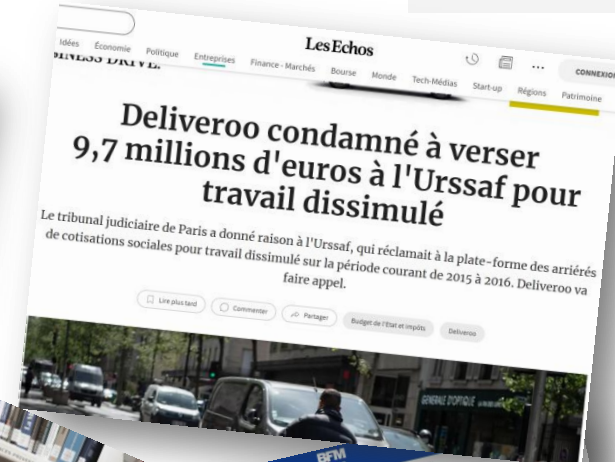 Les Echos
CONNEXION
Idées Économie Politique Entreprises Finance - Marchés Bourse Monde Tech-Médias Start-up Régions Patrimoine
Deliveroo condamné à verser
9,7 millions d'euros à l'Urssaf pour
travail dissimulé
Le tribunal judiciaire de Paris a donné raison à l'Urssaf, qui réclamait à la plate-forme des arriérés
de cotisations sociales pour travail dissimulé sur la période courant de 2015 à 2016. Deliveroo va
faire appel.
Lire plus tard Commenter Partager Budget de l'Etat et impôts Deliveroo
GENERALE D'OPTIQUE
BFM